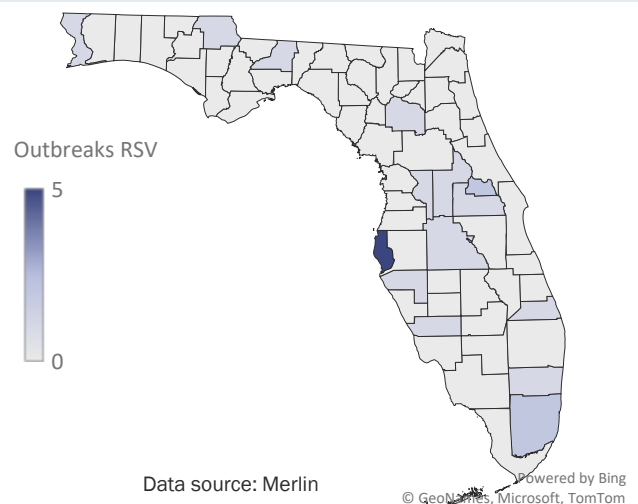 Outbreaks RSV
5
0
Data source: Merlin
Powered by Bing
© GeoNames, Microsoft, TomTom